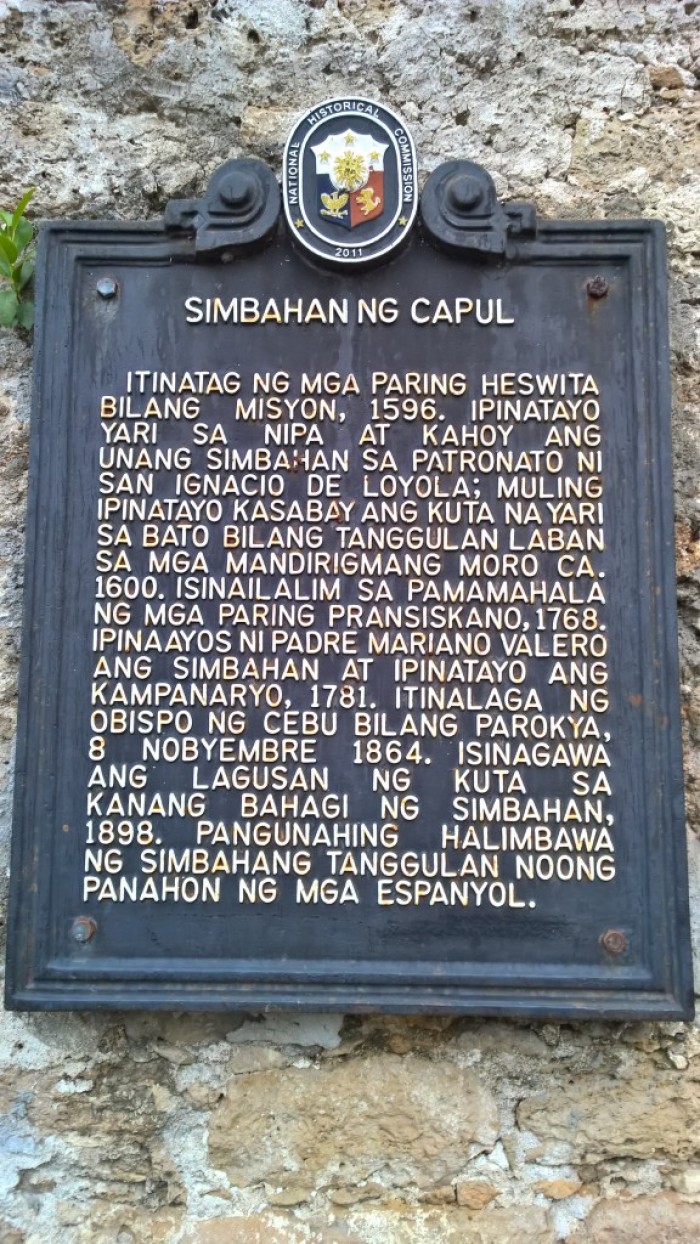 NATIONAL HISTORICAL COMMISSION
2011
SIMBAHAN NG CAPUL
ITINATAG NG MGA PARING HESWITA
BILANG MISYON, 1596. IPINATAYO
YARI SA NIPA AT KAHOY ANG
UNANG SIMBAHAN SA PATRONATO NI
SAN IGNACIO DE LOYOLA; MULING
IPINATAYO KASABAY ANG KUTA NA YARI
SA BATO BILANG TANGGULAN LABAN
SA MGA MANDIRIGMANG MORO CA.
1600. ISINAILALIM SA PAMAMAHALA
NG MGA PARING PRANSISKANO, 1768.
IPINAAYOS NI PADRE MARIANO VALERO
ANG SIMBAHAN AT IPINATAYO ANG
KAMPANARYO, 1781. ITINALAGA NG
OBISPO NG CEBU BILANG PAROKYA,
8 NOBYEMBRE 1864. ISINAGAWA
ANG LAGUSAN NG KUTA SA
KANANG BAHAGI NG SIMBAHAN,
1898. PANGUNAHING HALIMBAWA
NG SIMBAHANG TANGGULAN NOONG
PANAHON NG MGA ESPANYOL.